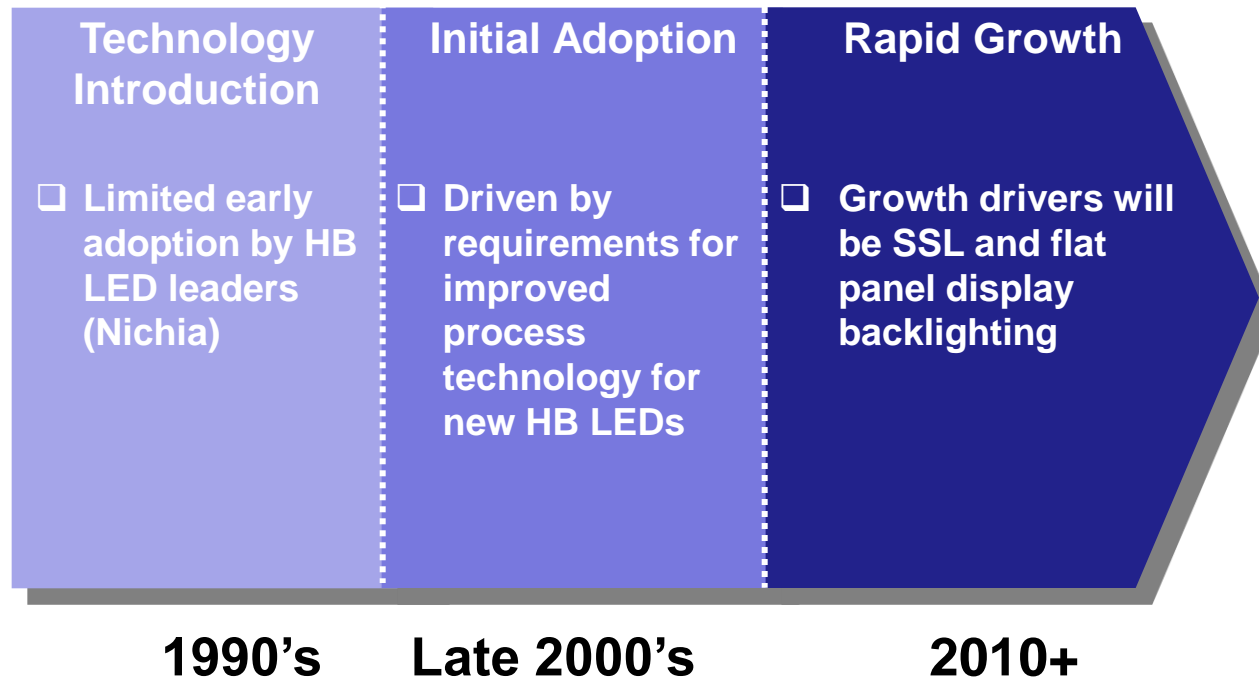 Technology
Introduction
❑ Limited early
adoption by HB
LED leaders
(Nichia)
Initial Adoption
❑ Driven by
requirements for
improved
process
technology for
new HB LEDs
Rapid Growth
❑ Growth drivers will
be SSL and flat
panel display
backlighting
1990’s
Late 2000’s
2010+